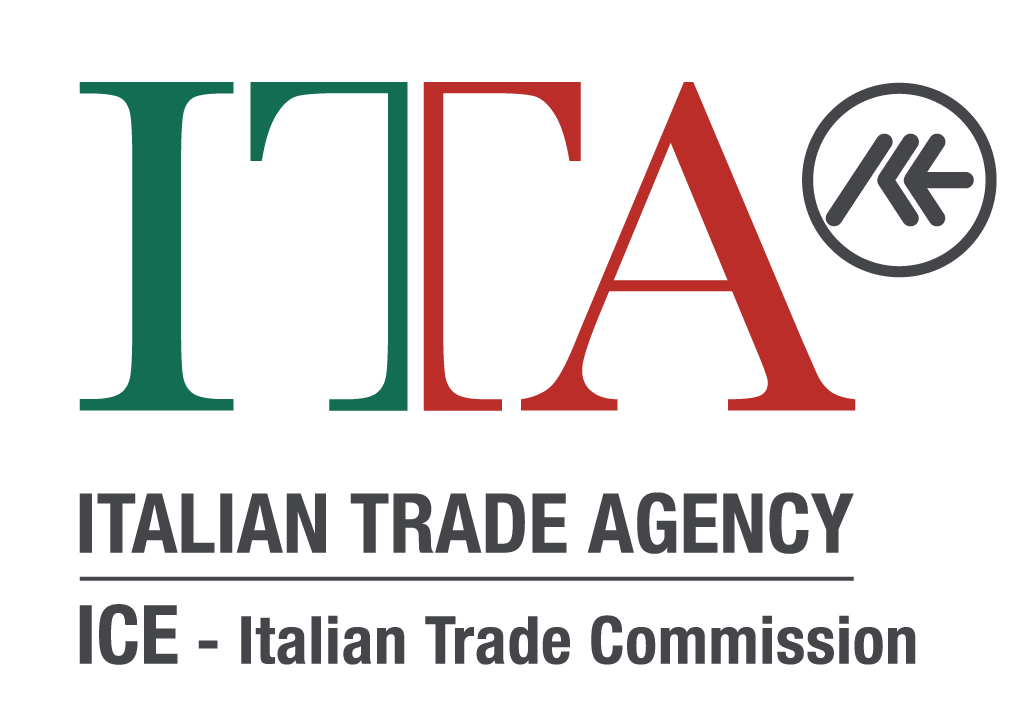 ITA
ITALIAN TRADE AGENCY
ICE - Italian Trade Commission